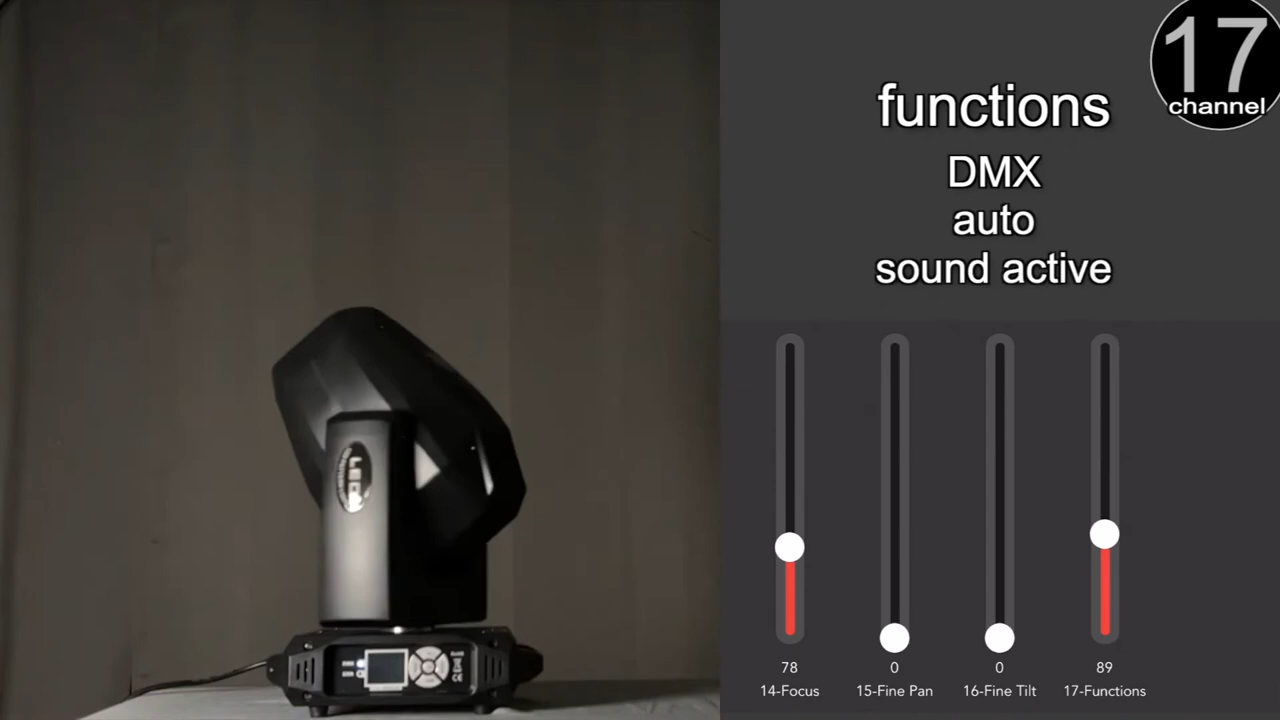 17
channel
functions
DMX
auto
sound active
78
0
0
89
14-Focus
15-Fine Pan
16-Fine Tilt
17-Functions
LEO